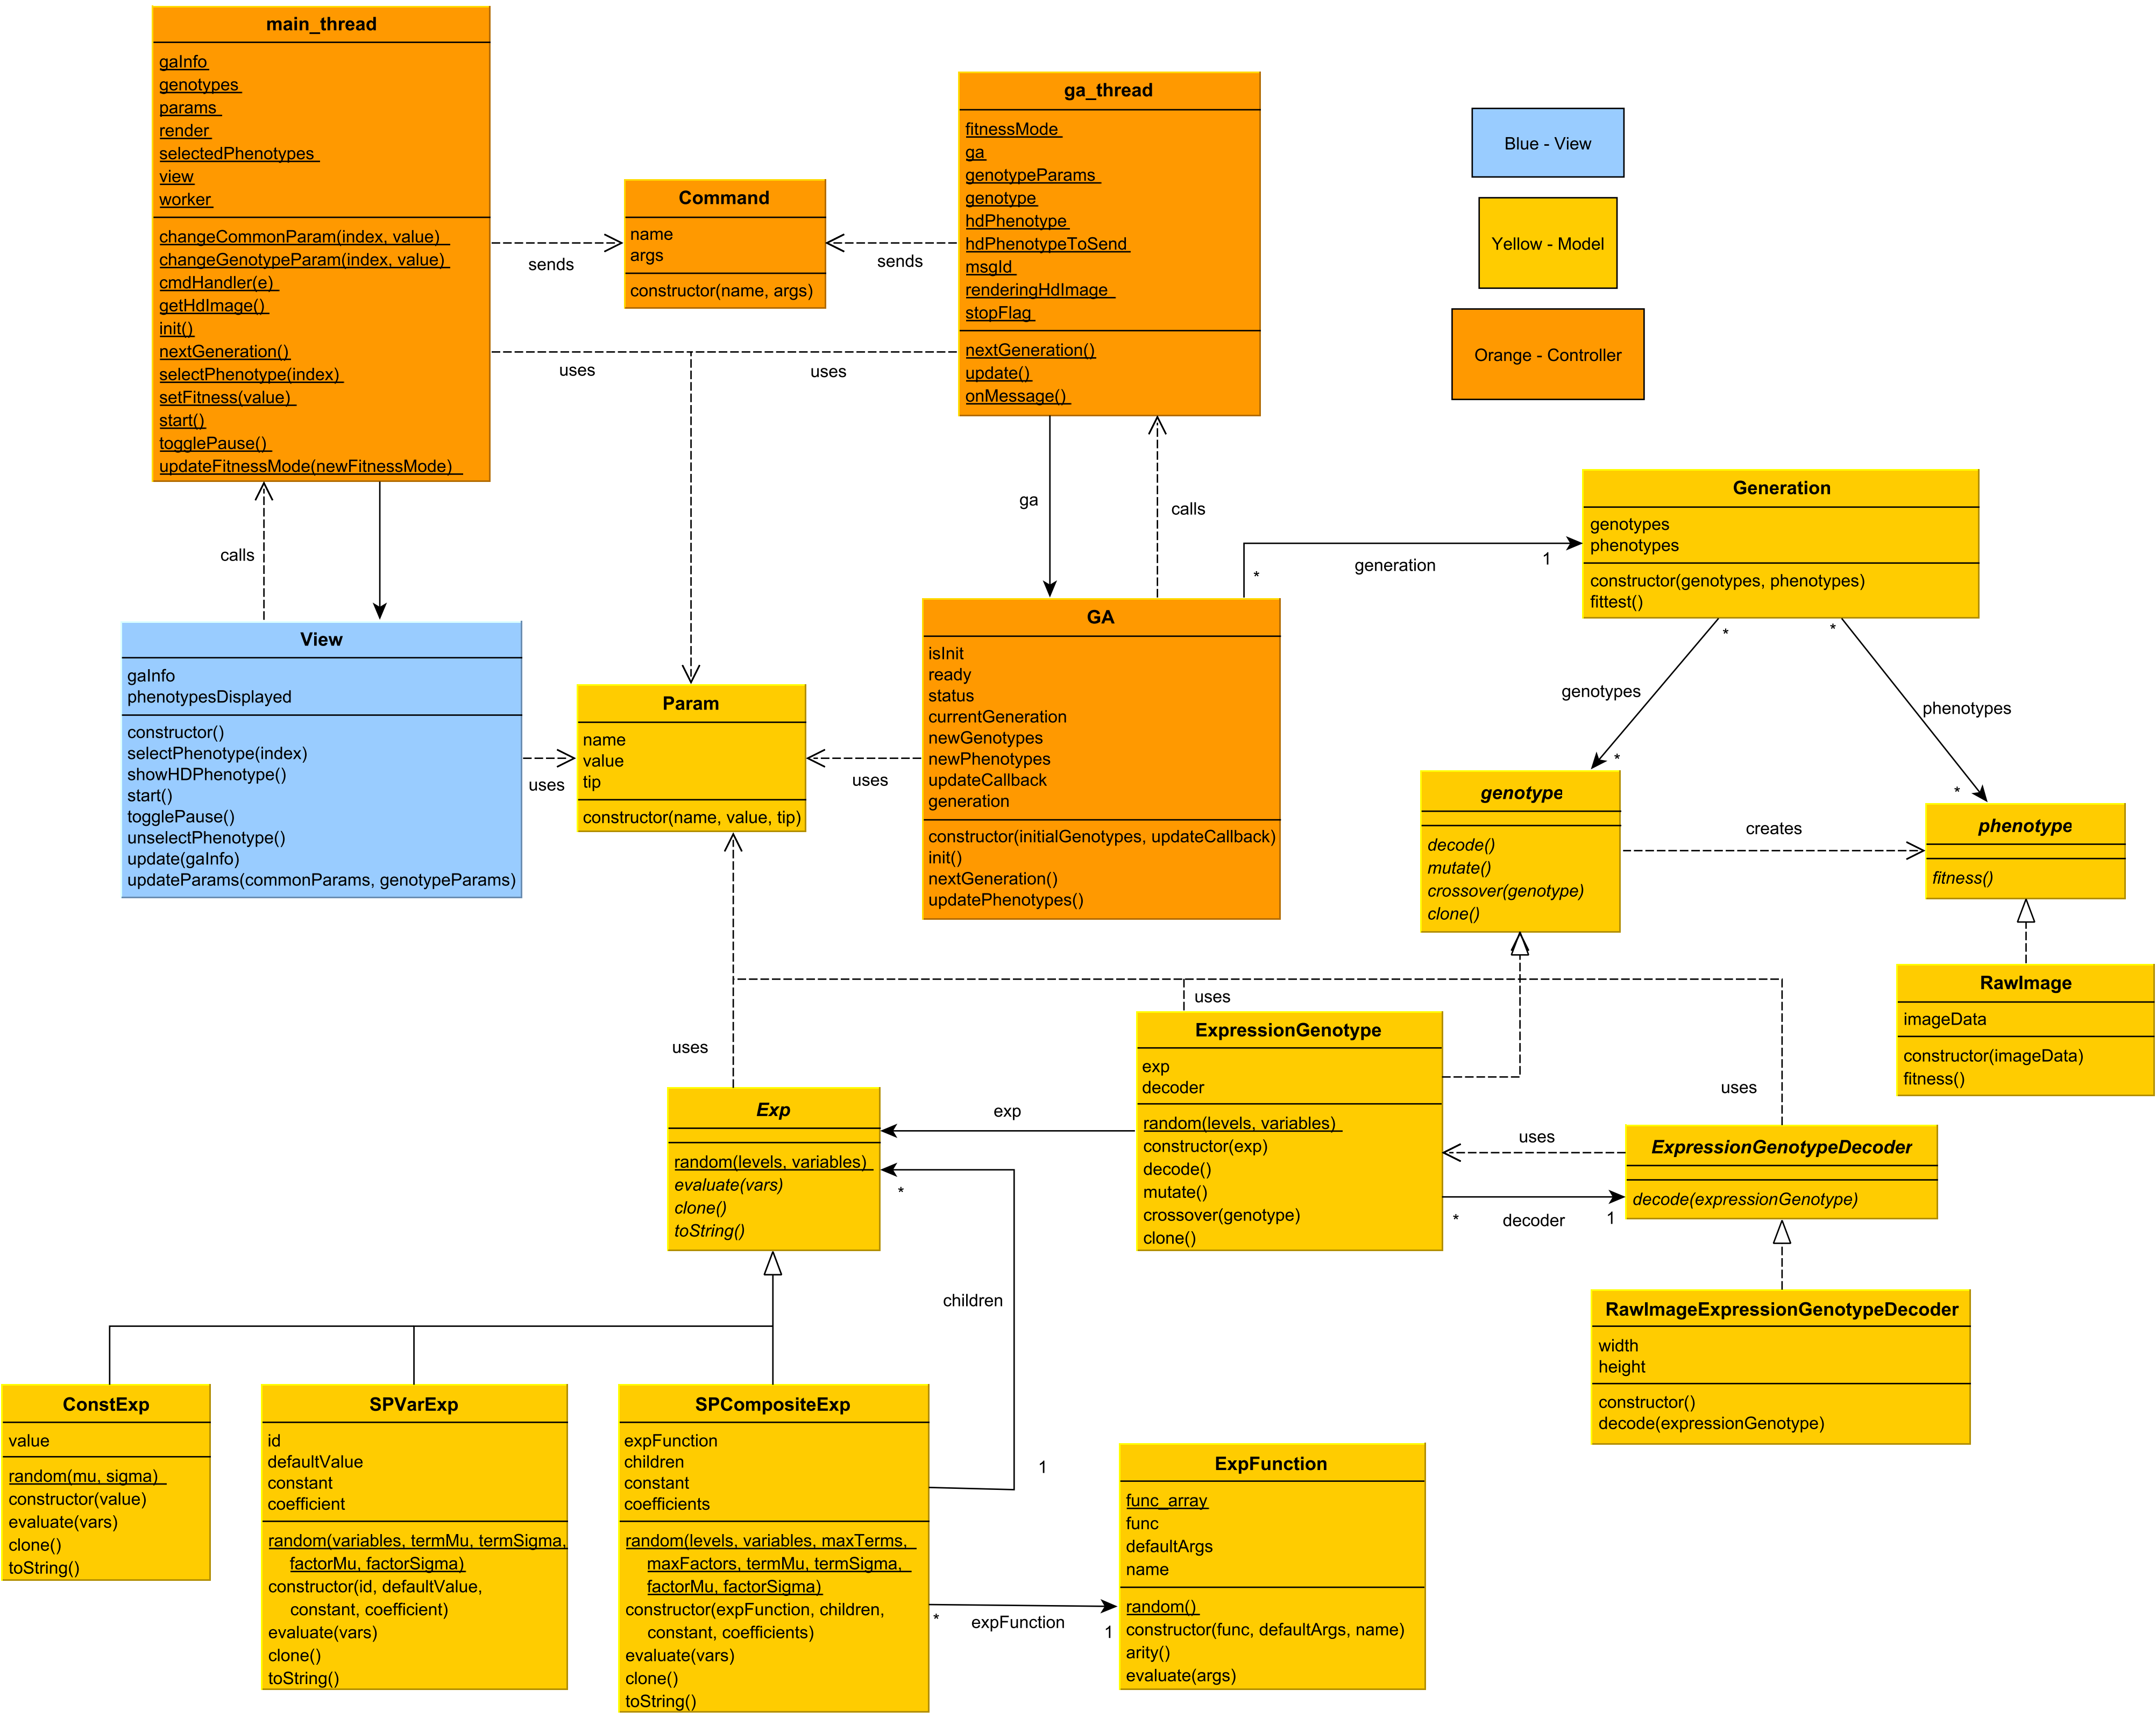 main_thread
gaInfo
genotypes
params
render
selectedPhenotypes
view
worker
changeCommonParam(index, value)
changeGenotypeParam(index, value)
cmdHandler(e)
getHdImage()
init()
nextGeneration()
selectPhenotype(index)
setFitness(value)
start()
togglePause()
updateFitnessMode(newFitnessMode)
sends
Command
name
args
constructor(name, args)
sends
ga_thread
fitnessMode
ga
genotypeParams
genotype
hdPhenotype
hdPhenotypeToSend
msgId
renderingHdImage
stopFlag
nextGeneration()
update()
onMessage()
Blue - View
Yellow - Model
Orange - Controller
uses
uses
calls
ga
calls
*
generation
1
Generation
genotypes
phenotypes
constructor(genotypes, phenotypes)
fittest()
View
gaInfo
phenotypesDisplayed
constructor()
selectPhenotype(index)
showHDPhenotype()
start()
togglePause()
unselectPhenotype()
update(gaInfo)
updateParams(commonParams, genotypeParams)
uses
Param
name
value
tip
constructor(name, value, tip)
uses
GA
isInit
ready
status
currentGeneration
newGenotypes
newPhenotypes
updateCallback
generation
constructor(initialGenotypes, updateCallback)
init()
nextGeneration()
updatePhenotypes()
*
*
genotypes
phenotypes
*
*
genotype
decode()
mutate()
crossover(genotype)
clone()
creates
phenotype
fitness()
RawImage
imageData
constructor(imageData)
fitness()
uses
uses
uses
ExpressionGenotype
exp
decoder
random(levels, variables)
constructor(exp)
decode()
mutate()
crossover(genotype)
clone()
exp
Exp
random(levels, variables)
evaluate(vars)
clone()
toString()
*
children
1
uses
*
decoder
1
ExpressionGenotypeDecoder
decode(expressionGenotype)
RawImageExpressionGenotypeDecoder
width
height
constructor()
decode(expressionGenotype)
ConstExp
value
random(mu, sigma)
constructor(value)
evaluate(vars)
clone()
toString()
SPVarExp
id
defaultValue
constant
coefficient
random(variables, termMu, termSigma,
factorMu, factorSigma)
constructor(id, defaultValue,
constant, coefficient)
evaluate(vars)
clone()
toString()
SPCompositeExp
expFunction
children
constant
coefficients
random(levels, variables, maxTerms,
maxFactors, termMu, termSigma,
factorMu, factorSigma)
constructor(expFunction, children,
constant, coefficients)
evaluate(vars)
clone()
toString()
*
expFunction
1
ExpFunction
func_array
func
defaultArgs
name
random()
constructor(func, defaultArgs, name)
arity()
evaluate(args)